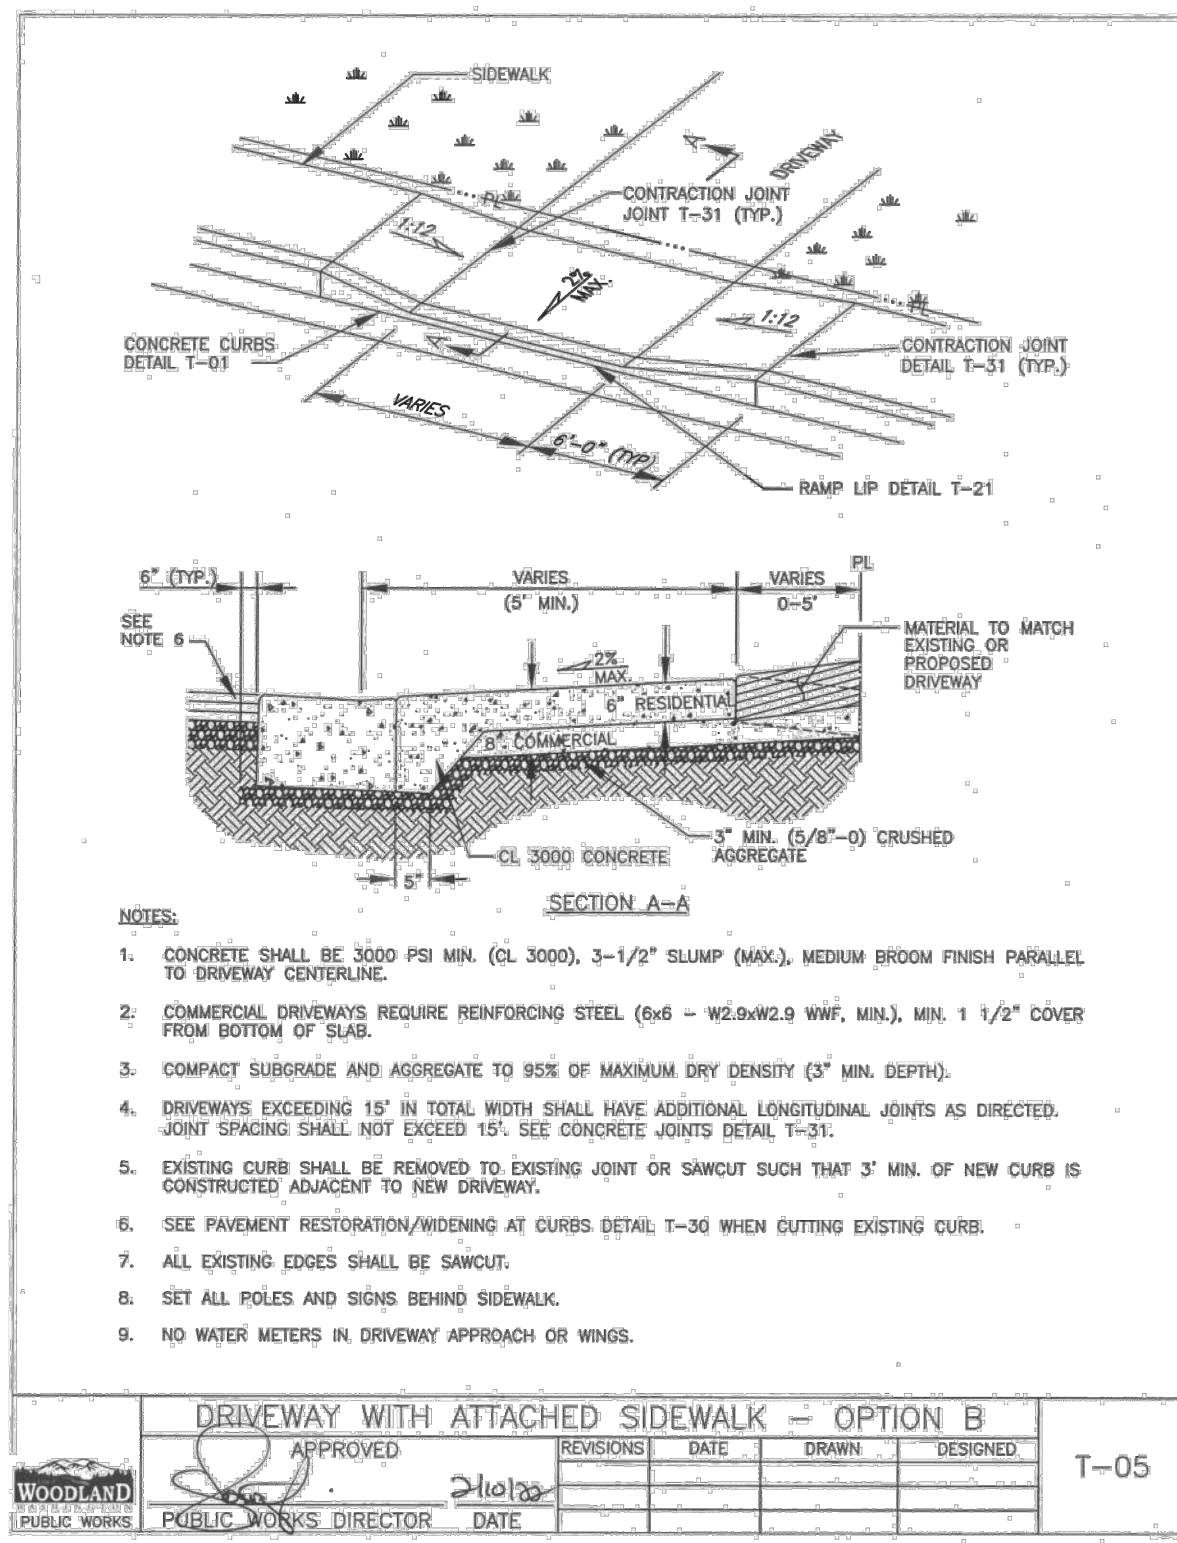 SIDEWALK
A
DRIVEWAY
CONTRACTION JOINT
JOINT T-31 (TYP.)
PL
1:12
2%
MAX.
1:12
PL
CONCRETE CURBS
DETAIL T-01
A
CONTRACTION JOINT
DETAIL T-31 (TYP.)
VARIES
6'-0" (TYP)
RAMP LIP DETAIL T-21
PL
6" (TYP.)
VARIES
(5' MIN.)
VARIES
0-5'
SEE
NOTE 6
MATERIAL TO MATCH
EXISTING OR
PROPOSED
DRIVEWAY
2%
MAX.
6" RESIDENTIAL
8" COMMERCIAL
3" MIN. (5/8"-0) CRUSHED
AGGREGATE
CL 3000 CONCRETE
5"
SECTION A-A
NOTES:
1. CONCRETE SHALL BE 3000 PSI MIN. (CL 3000), 3-1/2" SLUMP (MAX.), MEDIUM BROOM FINISH PARALLEL
TO DRIVEWAY CENTERLINE.
2. COMMERCIAL DRIVEWAYS REQUIRE REINFORCING STEEL (6x6 - W2.9xW2.9 WWF, MIN.), MIN. 1 1/2" COVER
FROM BOTTOM OF SLAB.
3. COMPACT SUBGRADE AND AGGREGATE TO 95% OF MAXIMUM DRY DENSITY (3" MIN. DEPTH).
4. DRIVEWAYS EXCEEDING 15' IN TOTAL WIDTH SHALL HAVE ADDITIONAL LONGITUDINAL JOINTS AS DIRECTED.
JOINT SPACING SHALL NOT EXCEED 15'. SEE CONCRETE JOINTS DETAIL T-31.
5. EXISTING CURB SHALL BE REMOVED TO EXISTING JOINT OR SAWCUT SUCH THAT 3' MIN. OF NEW CURB IS
CONSTRUCTED ADJACENT TO NEW DRIVEWAY.
6. SEE PAVEMENT RESTORATION/WIDENING AT CURBS DETAIL T-30 WHEN CUTTING EXISTING CURB.
7. ALL EXISTING EDGES SHALL BE SAWCUT.
8. SET ALL POLES AND SIGNS BEHIND SIDEWALK.
9. NO WATER METERS IN DRIVEWAY APPROACH OR WINGS.
DRIVEWAY WITH ATTACHED SIDEWALK - OPTION B
APPROVED
REVISIONS DATE DRAWN DESIGNED
T-05
WOODLAND
PUBLIC WORKS
2/10/22
PUBLIC WORKS DIRECTOR DATE